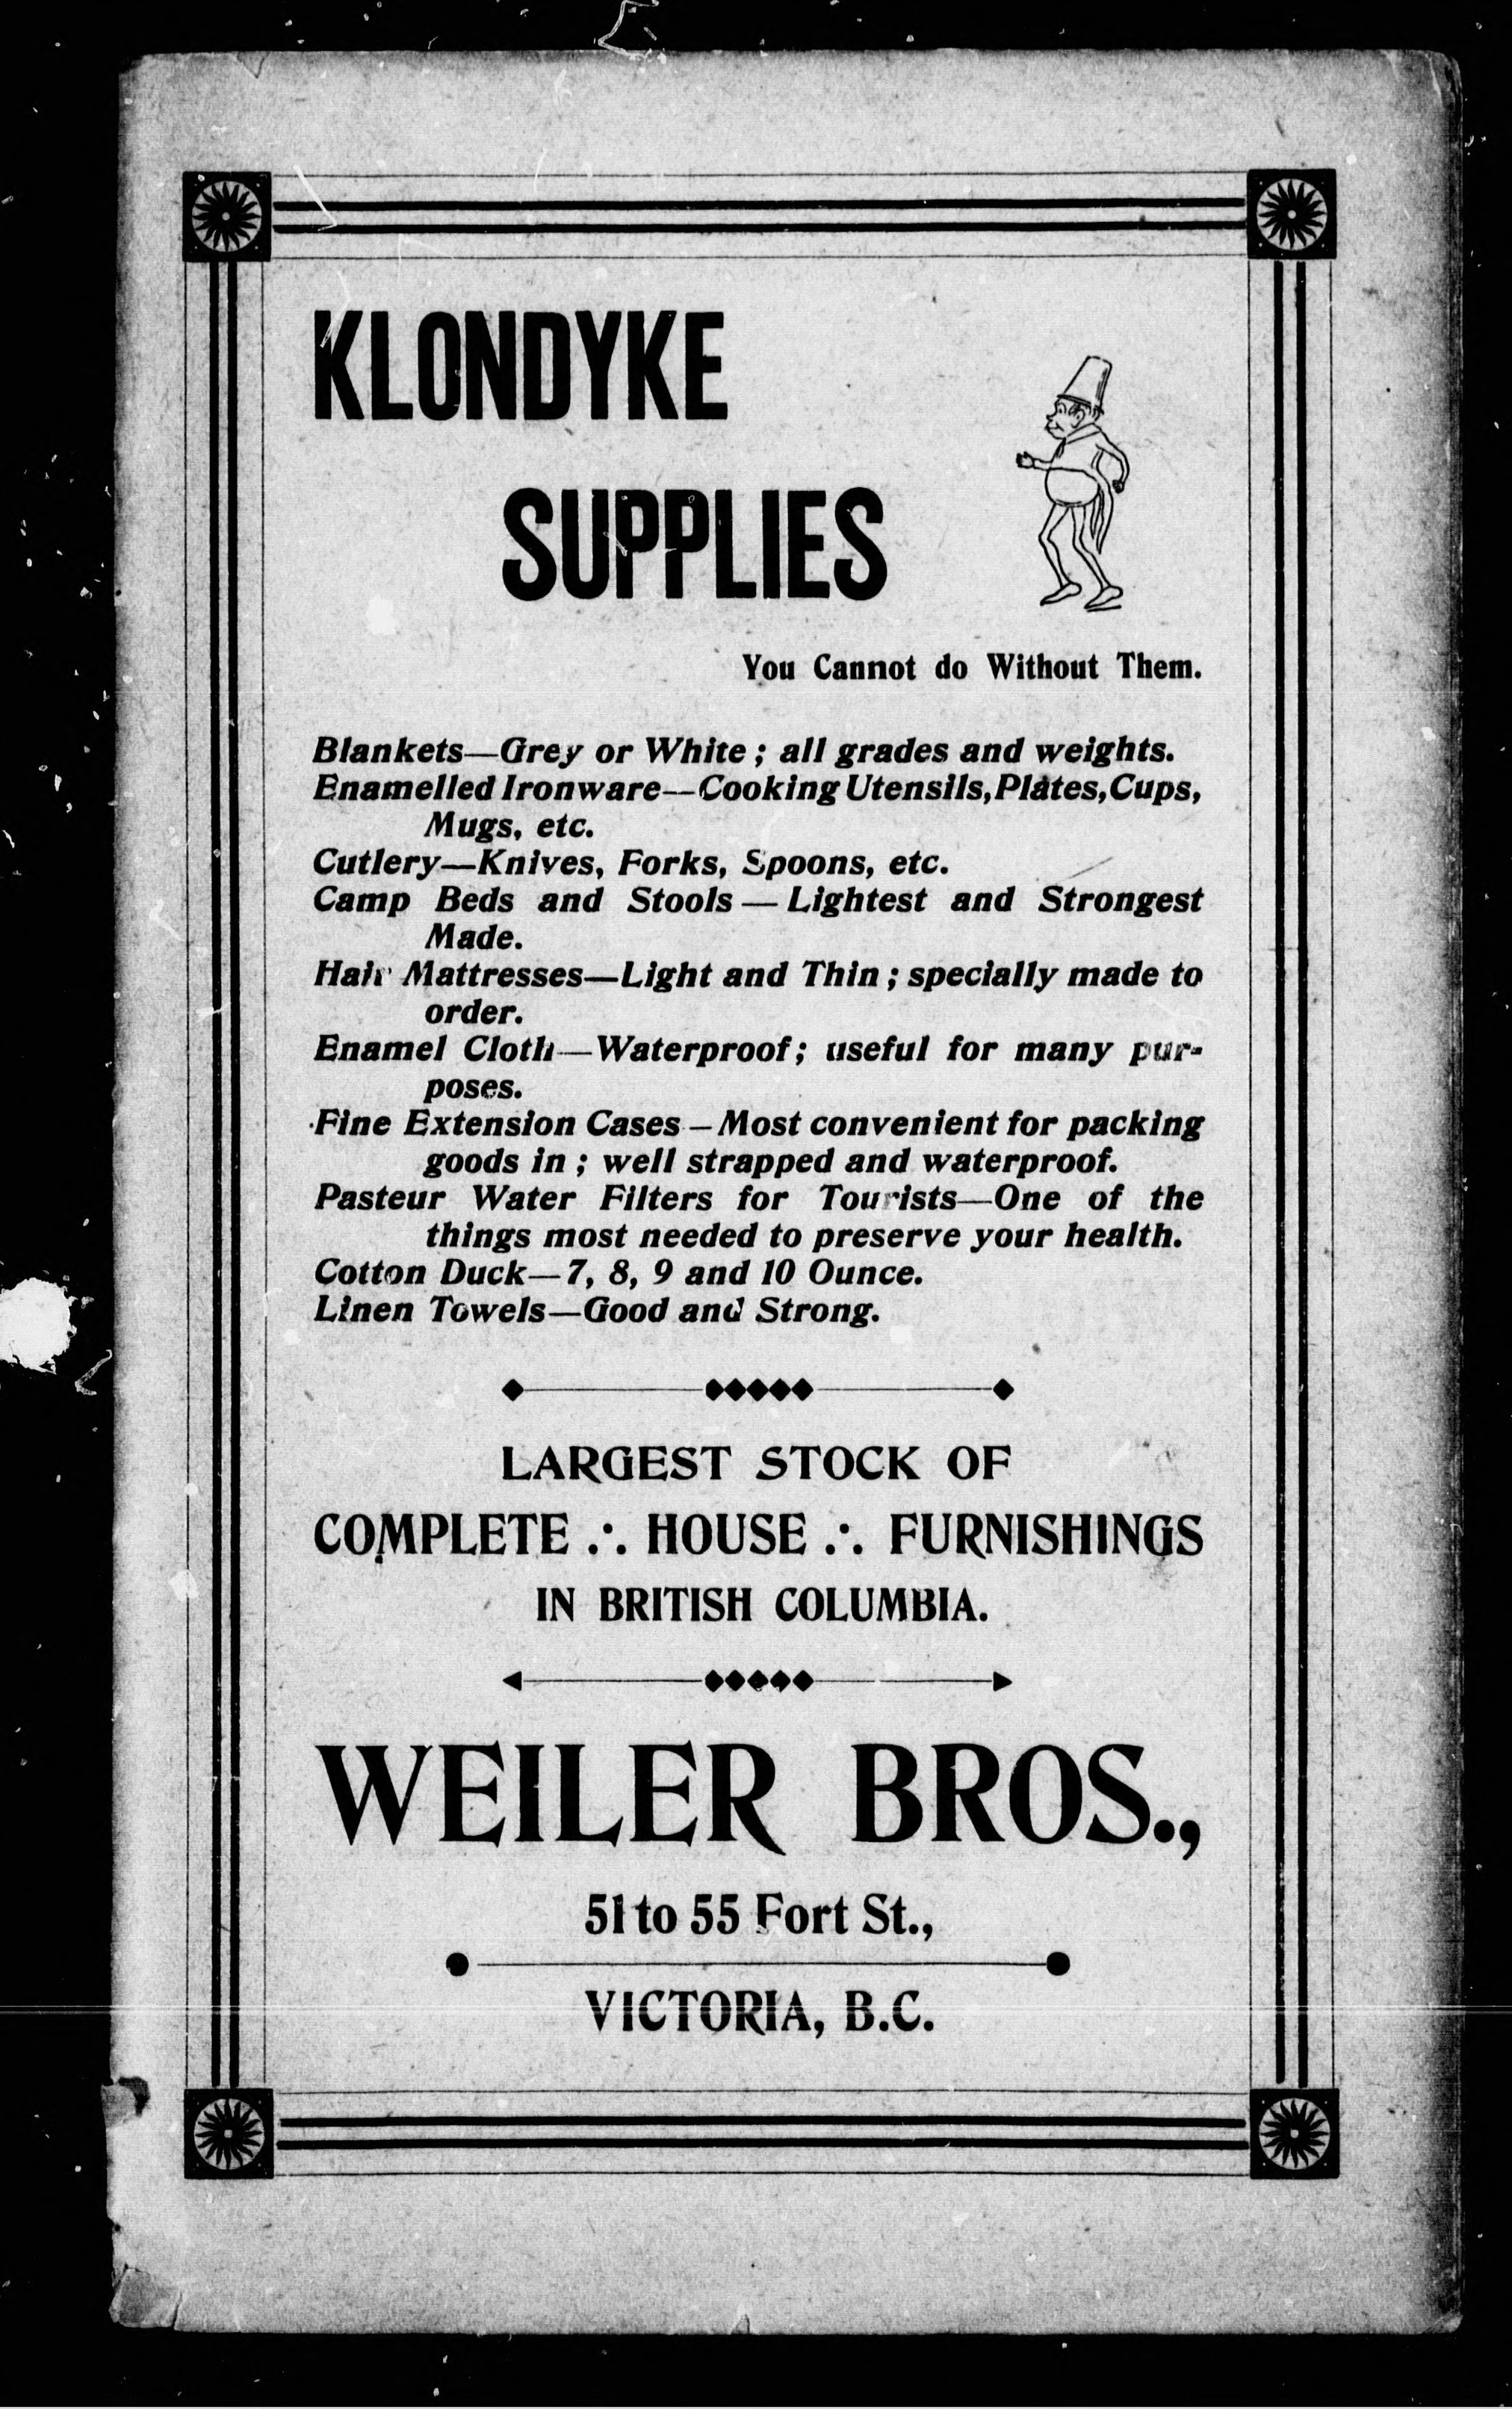 KLONDYKE
SUPPLIES
You Cannot do Without Them.
Blankets—Grey or White ; all grades and weights.
Enamelled Ironware—Cooking Utensils, Plates, Cups,
Mugs, etc.
Cutlery—Knives, Forks, Spoons, etc.
Camp Beds and Stools — Lightest and Strongest
Made.
Hair Mattresses—Light and Thin ; specially made to
order.
Enamel Cloth—Waterproof; useful for many pur-
poses.
Fine Extension Cases – Most convenient for packing
goods in ; well strapped and waterproof.
Pasteur Water Filters for Tourists—One of the
things most needed to preserve your health.
Cotton Duck—7, 8, 9 and 10 Ounce.
Linen Towels—Good and Strong.
LARGEST STOCK OF
COMPLETE ∴ HOUSE ∴ FURNISHINGS
IN BRITISH COLUMBIA.
WEILER BROS.,
51 to 55 Fort St.,
VICTORIA, B.C.